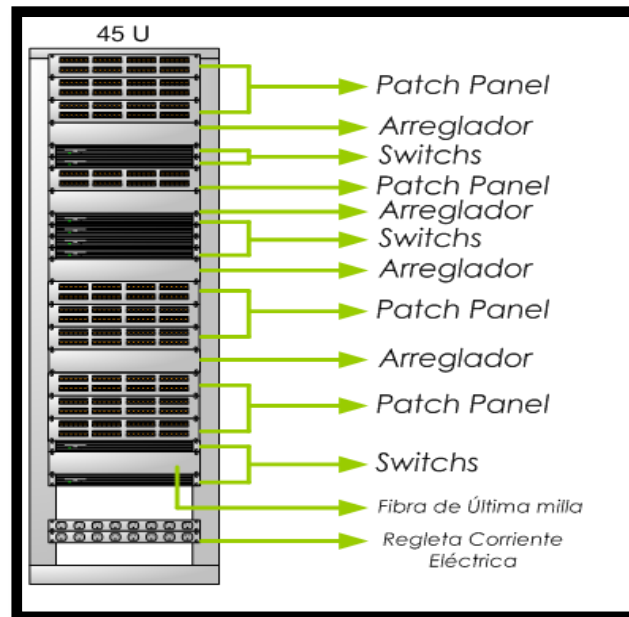 45 U
Patch Panel
Arreglador
Switchs
Patch Panel
Arreglador
Switchs
Arreglador
Patch Panel
Arreglador
Patch Panel
Switchs
Fibra de Última milla
Regleta Corriente
Eléctrica